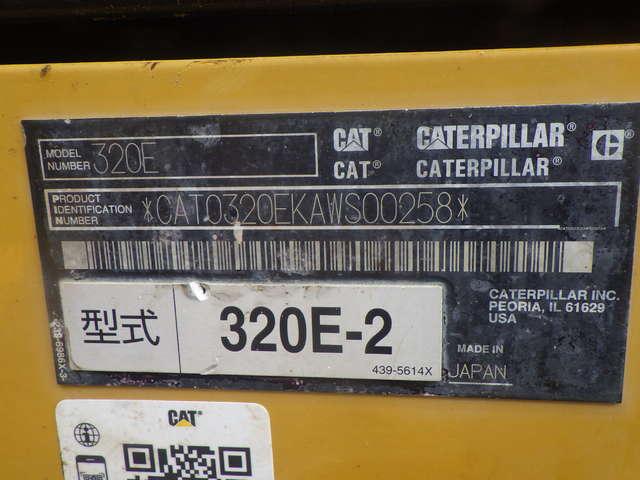 MODEL NUMBER 320E
CAT® CATERPILLAR®
CAT® CATERPILLAR®
PRODUCT IDENTIFICATION NUMBER *CAT0320EKAWS00258*
型式 320E-2
439-5614X
CATERPILLAR INC.
PEORIA, IL 61629
USA
MADE IN JAPAN
CAT